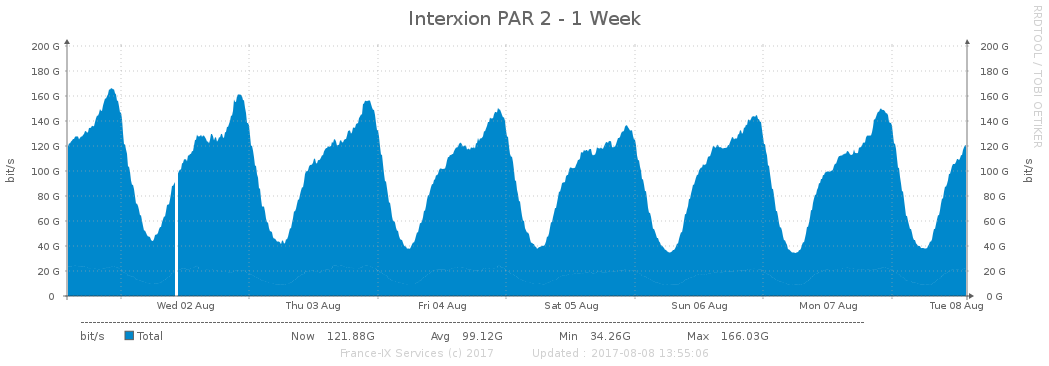 Interxion PAR 2 - 1 Week
RRDTOOL / TOBI OETIKER
200 G 200 G
180 G 180 G
160 G 160 G
140 G 140 G
120 G 120 G
100 G 100 G
80 G 80 G
60 G 60 G
40 G 40 G
20 G 20 G
0 0 G
bit/s bit/s
Wed 02 Aug Thu 03 Aug Fri 04 Aug Sat 05 Aug Sun 06 Aug Mon 07 Aug Tue 08 Aug
bit/s Total Now 121.88G Avg 99.12G Min 34.26G Max 166.03G
France-IX Services (c) 2017 Updated : 2017-08-08 13:55:06